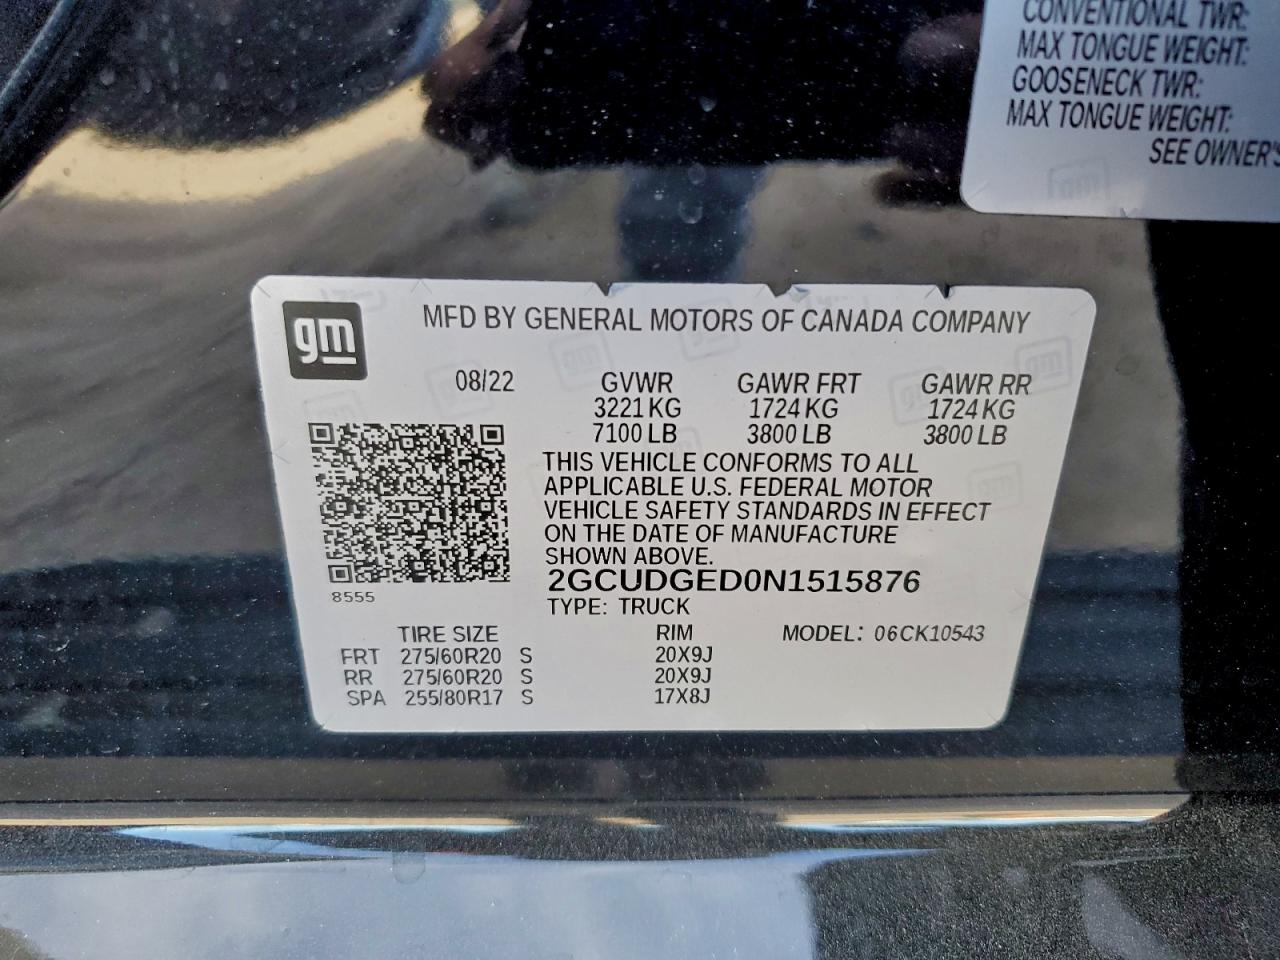 CONVENTIONAL TWR:
MAX TONGUE WEIGHT:
GOOSENECK TWR:
MAX TONGUE WEIGHT:
SEE OWNER'S
gm
gm
MFD BY GENERAL MOTORS OF CANADA COMPANY
08/22 GVWR GAWR FRT GAWR RR
3221 KG 1724 KG 1724 KG
7100 LB 3800 LB 3800 LB
THIS VEHICLE CONFORMS TO ALL
APPLICABLE U.S. FEDERAL MOTOR
VEHICLE SAFETY STANDARDS IN EFFECT
ON THE DATE OF MANUFACTURE
SHOWN ABOVE.
2GCUDGED0N1515876
8555
TYPE: TRUCK
TIRE SIZE RIM MODEL: 06CK10543
FRT 275/60R20 S 20X9J
RR 275/60R20 S 20X9J
SPA 255/80R17 S 17X8J